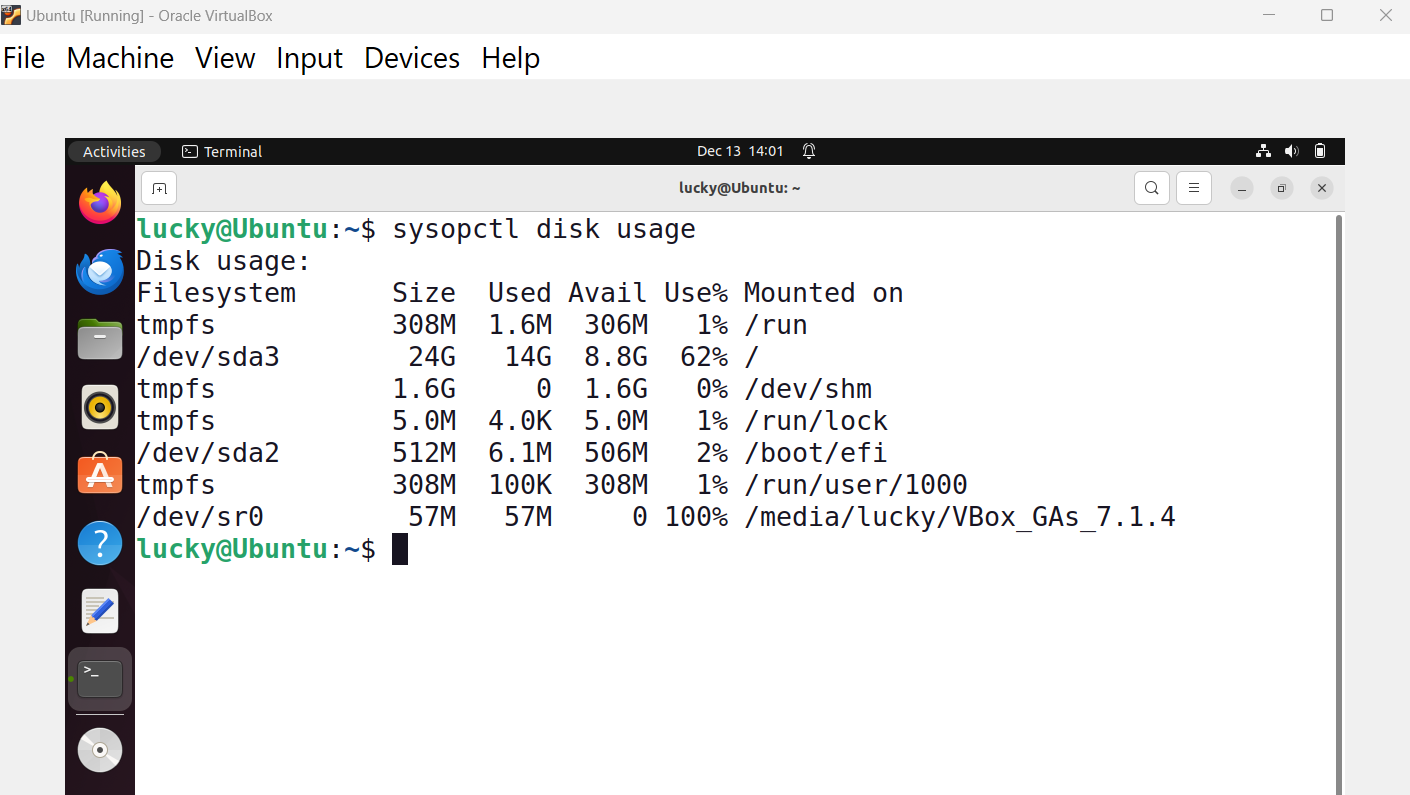 Ubuntu [Running] - Oracle VirtualBox
File Machine View Input Devices Help
Activities Terminal Dec 13 14:01
lucky@Ubuntu: ~
lucky@Ubuntu:~$ sysopctl disk usage
Disk usage:
Filesystem      Size  Used Avail Use% Mounted on
tmpfs           308M  1.6M  306M   1% /run
/dev/sda3        24G   14G  8.8G  62% /
tmpfs           1.6G     0  1.6G   0% /dev/shm
tmpfs           5.0M  4.0K  5.0M   1% /run/lock
/dev/sda2       512M  6.1M  506M   2% /boot/efi
tmpfs           308M  100K  308M   1% /run/user/1000
/dev/sr0         57M   57M     0 100% /media/lucky/VBox_GAs_7.1.4
lucky@Ubuntu:~$